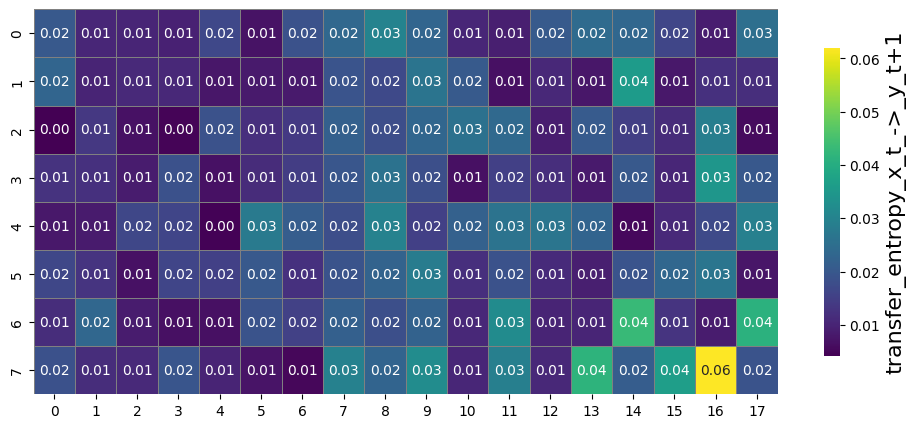 0 0.02 0.01 0.01 0.01 0.02 0.01 0.02 0.02 0.03 0.02 0.01 0.01 0.02 0.02 0.02 0.02 0.01 0.03
1 0.02 0.01 0.01 0.01 0.01 0.01 0.01 0.02 0.02 0.03 0.02 0.01 0.01 0.01 0.04 0.01 0.01 0.01
2 0.00 0.01 0.01 0.00 0.02 0.01 0.01 0.02 0.02 0.02 0.03 0.02 0.01 0.02 0.01 0.01 0.03 0.01
3 0.01 0.01 0.01 0.02 0.01 0.01 0.01 0.02 0.03 0.02 0.01 0.02 0.01 0.01 0.02 0.01 0.03 0.02
4 0.01 0.01 0.02 0.02 0.00 0.03 0.02 0.02 0.03 0.02 0.02 0.03 0.03 0.02 0.01 0.01 0.02 0.03
5 0.02 0.01 0.01 0.02 0.01 0.02 0.01 0.02 0.02 0.03 0.01 0.02 0.01 0.01 0.02 0.02 0.03 0.01
6 0.01 0.02 0.01 0.01 0.01 0.02 0.02 0.02 0.02 0.02 0.01 0.03 0.01 0.01 0.04 0.01 0.01 0.04
7 0.02 0.01 0.01 0.02 0.01 0.01 0.01 0.03 0.02 0.03 0.01 0.03 0.01 0.04 0.02 0.04 0.06 0.02
0 1 2 3 4 5 6 7 8 9 10 11 12 13 14 15 16 17
0.06
0.05
0.04
0.03
0.02
0.01
transfer_entropy_x_t_->_y_t+1